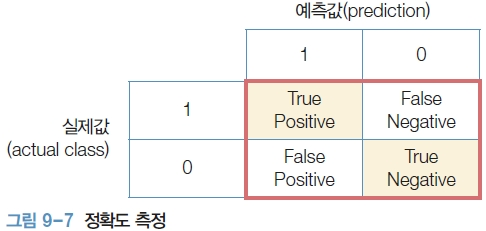 예측값(prediction)
1 0
실제값
(actual class)
1
True
Positive
False
Negative
0
False
Positive
True
Negative
그림 9-7 정확도 측정